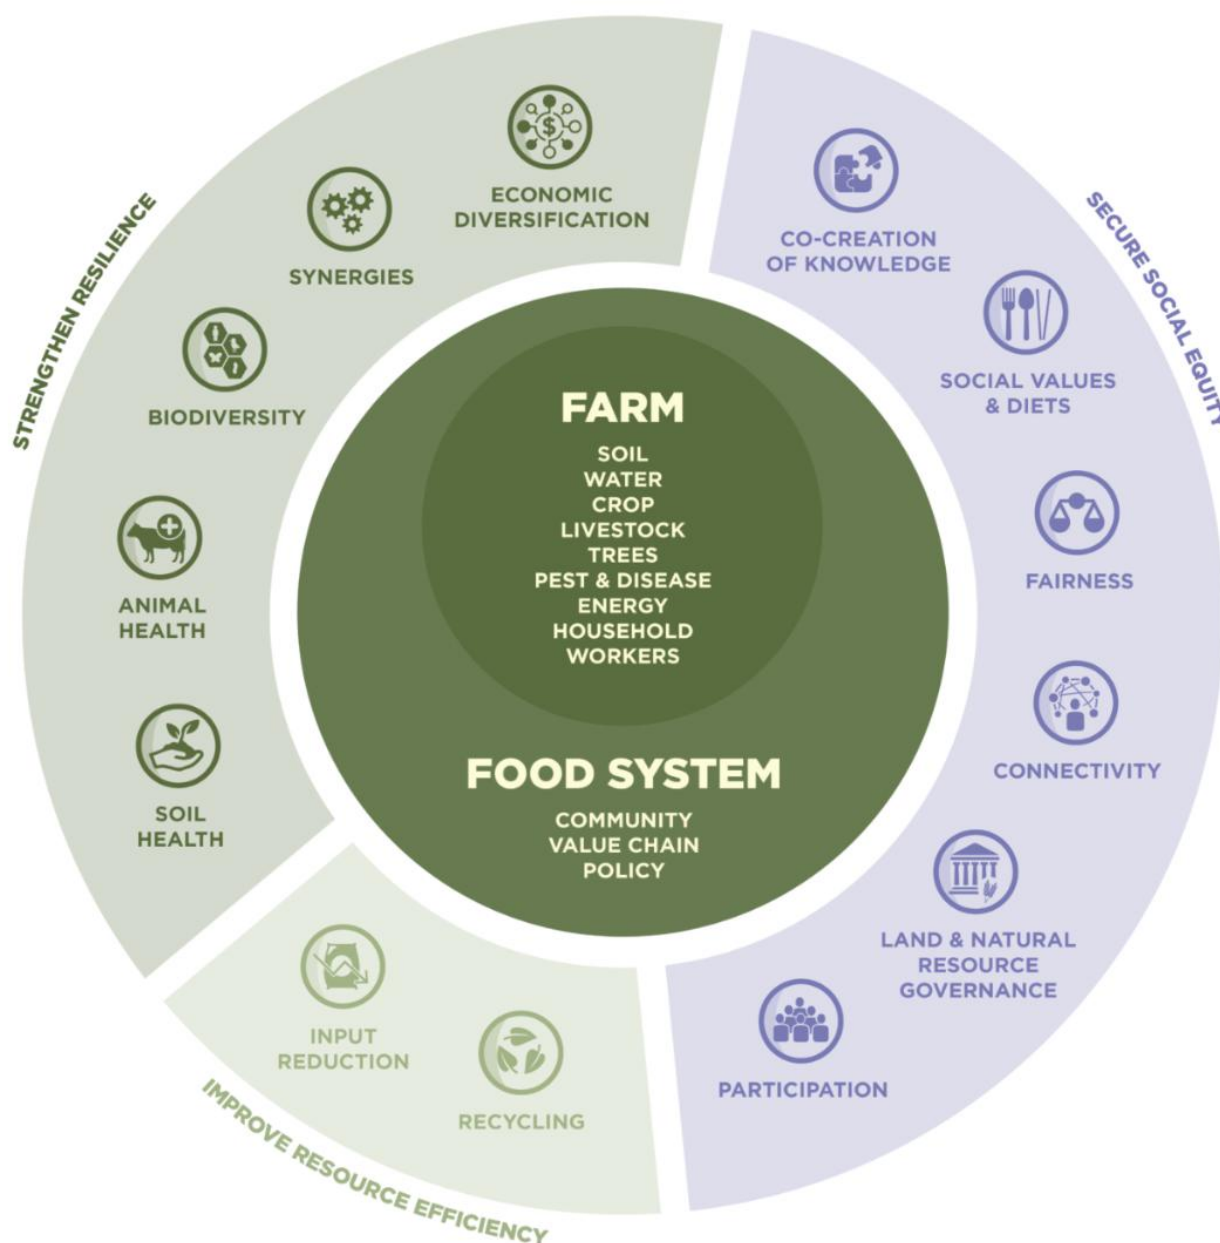 STRENGTHEN RESILIENCE
ECONOMIC
DIVERSIFICATION
SYNERGIES
BIODIVERSITY
ANIMAL
HEALTH
SOIL
HEALTH
SECURE SOCIAL EQUITY
CO-CREATION
OF KNOWLEDGE
SOCIAL VALUES
& DIETS
FAIRNESS
CONNECTIVITY
LAND & NATURAL
RESOURCE
GOVERNANCE
PARTICIPATION
IMPROVE RESOURCE EFFICIENCY
INPUT
REDUCTION
RECYCLING
FARM
SOIL
WATER
CROP
LIVESTOCK
TREES
PEST & DISEASE
ENERGY
HOUSEHOLD
WORKERS
FOOD SYSTEM
COMMUNITY
VALUE CHAIN
POLICY